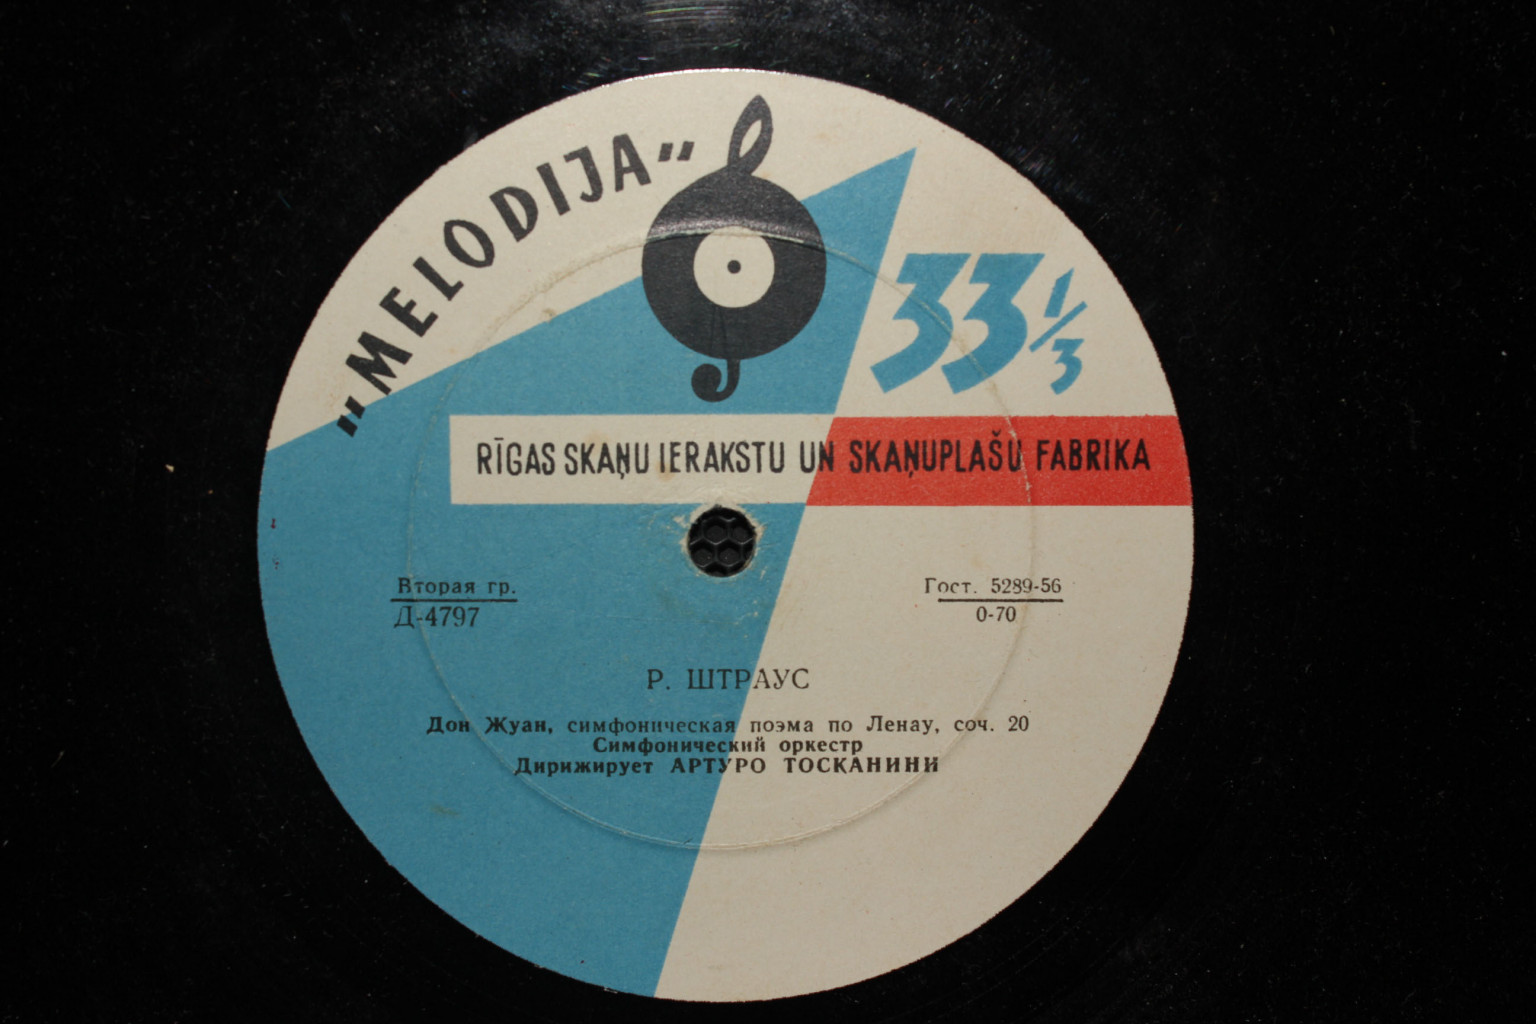 "MELODIJA"
33 1/3
RĪGAS SKAŅU IERAKSTU UN SKAŅUPLAŠU FABRIKA
Вторая гр.
Д-4797
Гост. 5289-56
0-70
Р. ШТРАУС
Дон Жуан, симфоническая поэма по Ленау, соч. 20
Симфонический оркестр
Дирижирует АРТУРО ТОСКАНИНИ